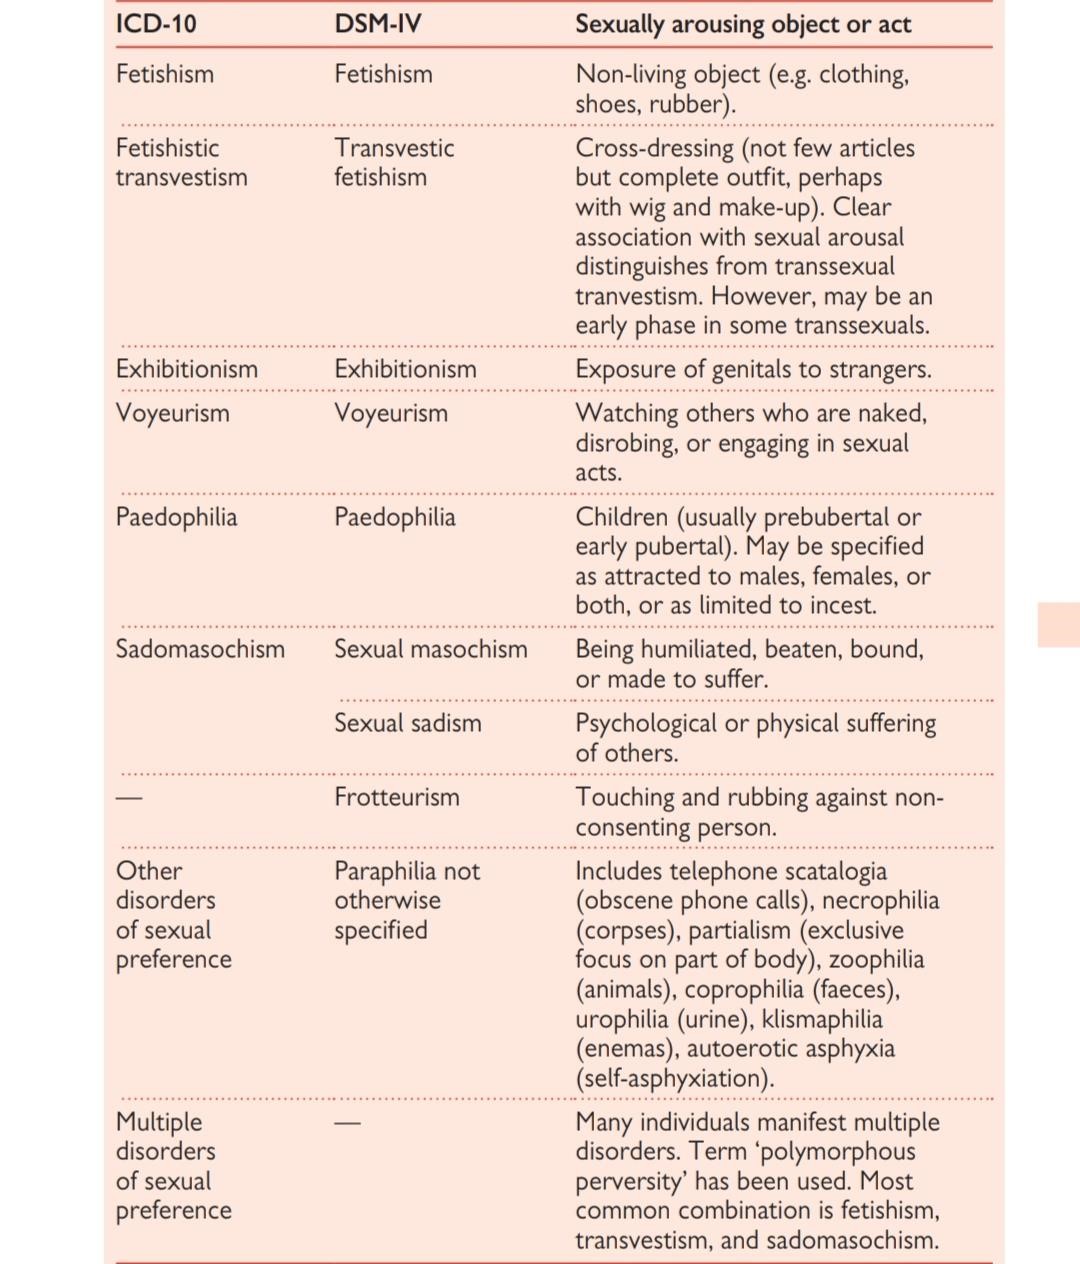 ICD-10 DSM-IV Sexually arousing object or act
Fetishism Fetishism Non-living object (e.g. clothing,
shoes, rubber).
Fetishistic Transvestic Cross-dressing (not few articles
transvestism fetishism but complete outfit, perhaps
with wig and make-up). Clear
association with sexual arousal
distinguishes from transsexual
tranvestism. However, may be an
early phase in some transsexuals.
Exhibitionism Exhibitionism Exposure of genitals to strangers.
Voyeurism Voyeurism Watching others who are naked,
disrobing, or engaging in sexual
acts.
Paedophilia Paedophilia Children (usually prebubertal or
early pubertal). May be specified
as attracted to males, females, or
both, or as limited to incest.
Sadomasochism Sexual masochism Being humiliated, beaten, bound,
or made to suffer.
Sexual sadism Psychological or physical suffering
of others.
— Frotteurism Touching and rubbing against non-
consenting person.
Other Paraphilia not Includes telephone scatalogia
disorders otherwise (obscene phone calls), necrophilia
of sexual specified (corpses), partialism (exclusive
preference focus on part of body), zoophilia
(animals), coprophilia (faeces),
urophilia (urine), klismaphilia
(enemas), autoerotic asphyxia
(self-asphyxiation).
Multiple — Many individuals manifest multiple
disorders disorders. Term ‘polymorphous
of sexual perversity’ has been used. Most
preference common combination is fetishism,
transvestism, and sadomasochism.